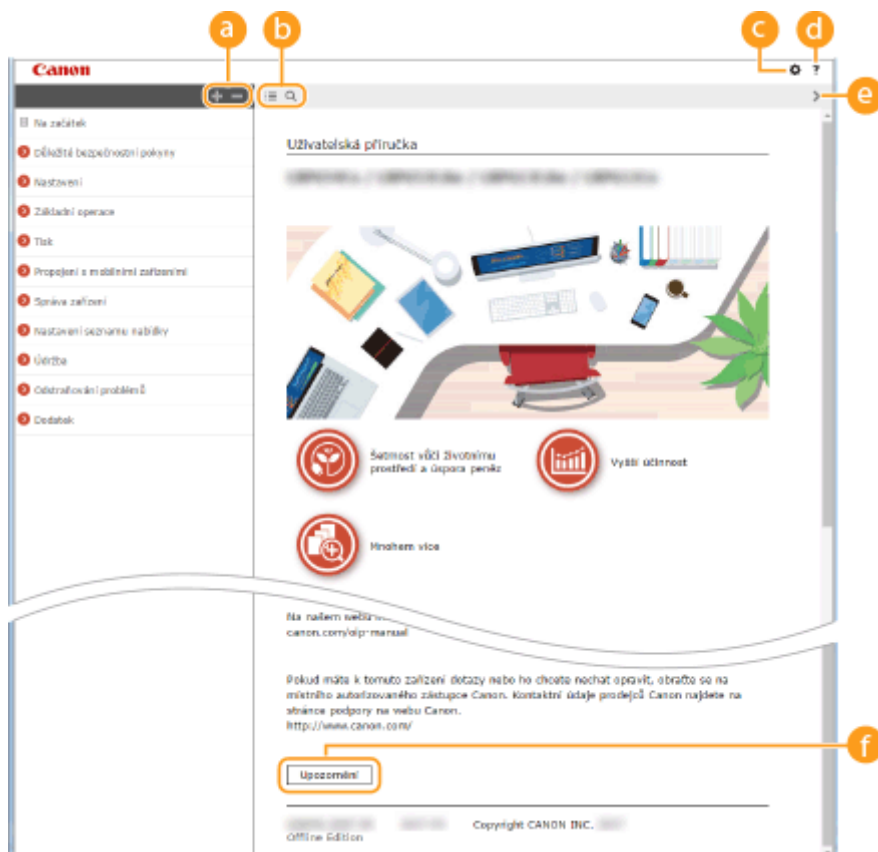 a
b
c
d
Canon
?
+ −
e
Na začátek
Důležité bezpečnostní pokyny
Nastavení
Základní operace
Tisk
Propojení s mobilními zařízeními
Správa zařízení
Nastavení seznamu nabídky
Údržba
Odstraňování problémů
Dodatek
Uživatelská příručka
Šetrnost vůči životnímu
prostředí a úspora peněz
Vyšší účinnost
Mnohem více
Na našem webu
canon.com/oip-manual
Pokud máte k tomuto zařízení dotazy nebo ho chcete nechat opravit, obraťte se na
místního autorizovaného zástupce Canon. Kontaktní údaje prodejců Canon najdete na
stránce podpory na webu Canon.
http://www.canon.com/
f
Upozornění
Copyright CANON INC.
Offline Edition